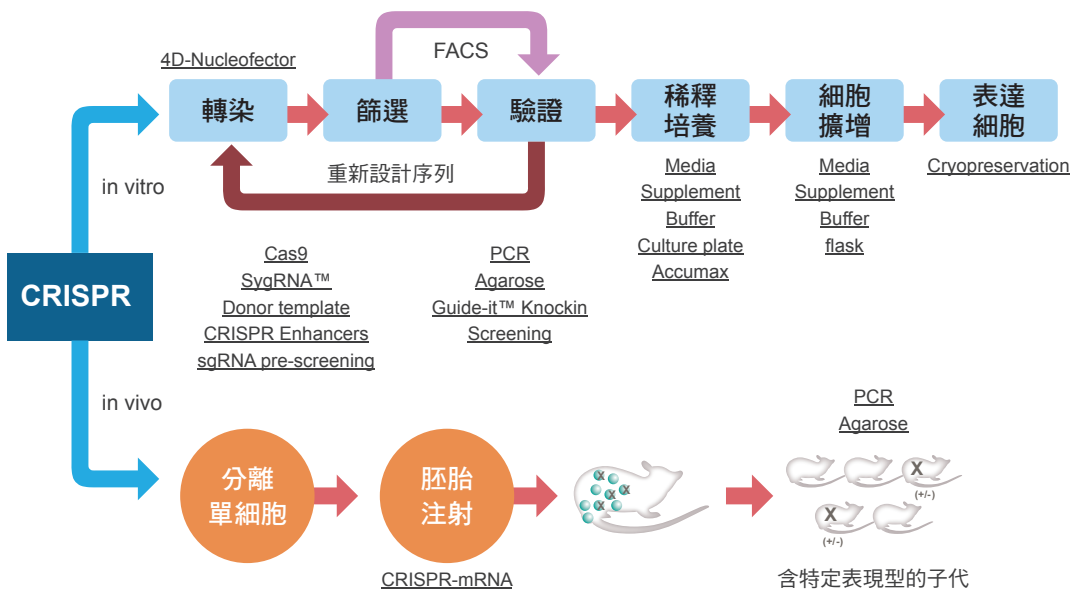 FACS
4D-Nucleofector
轉染
篩選
驗證
稀釋
培養
細胞
擴增
表達
細胞
重新設計序列
in vitro
Media
Supplement
Buffer
Culture plate
Accumax
Media
Supplement
Buffer
flask
Cryopreservation
Cas9
SygRNA™
Donor template
CRISPR Enhancers
sgRNA pre-screening
PCR
Agarose
Guide-it™ Knockin
Screening
CRISPR
in vivo
分離
單細胞
胚胎
注射
CRISPR-mRNA
X
X
X
X
PCR
Agarose
X
(+/-)
X
(+/-)
含特定表現型的子代